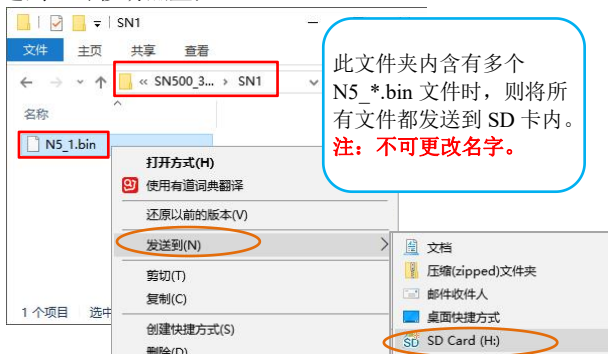 SN1
文件 主页 共享 查看
« SN500_3... › SN1
名称
N5_1.bin
此文件夹内含有多个
N5_*.bin 文件时，则将所
有文件都发送到 SD 卡内。
注：不可更改名字。
打开方式(H)
使用有道词典翻译
还原以前的版本(V)
发送到(N)
剪切(T)
复制(C)
创建快捷方式(S)
删除(D)
文档
压缩(zipped)文件夹
邮件收件人
桌面快捷方式
SD Card (H:)
1 个项目 选中